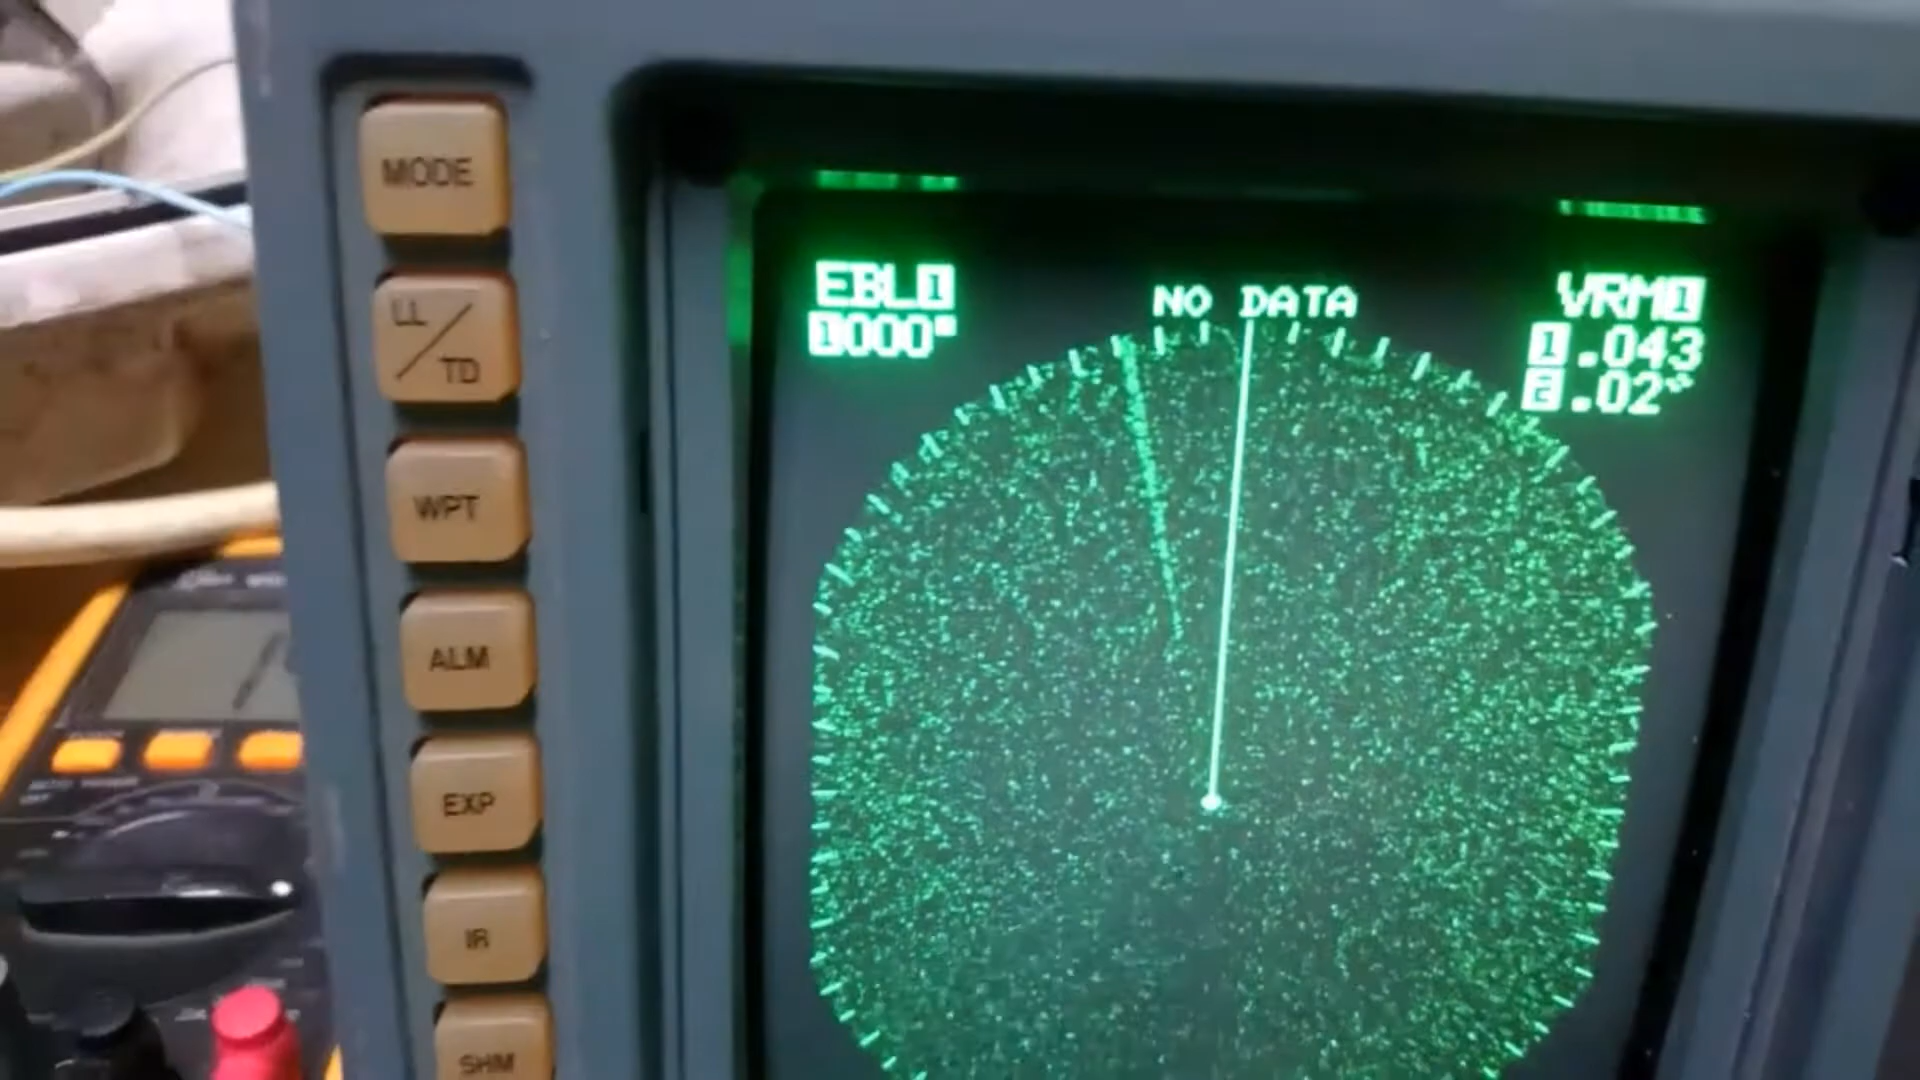 MODE
LL/TD
WPT
ALM
EXP
IR
SHM
EBL1
1000°
NO DATA
VRM1
1.043
2.02